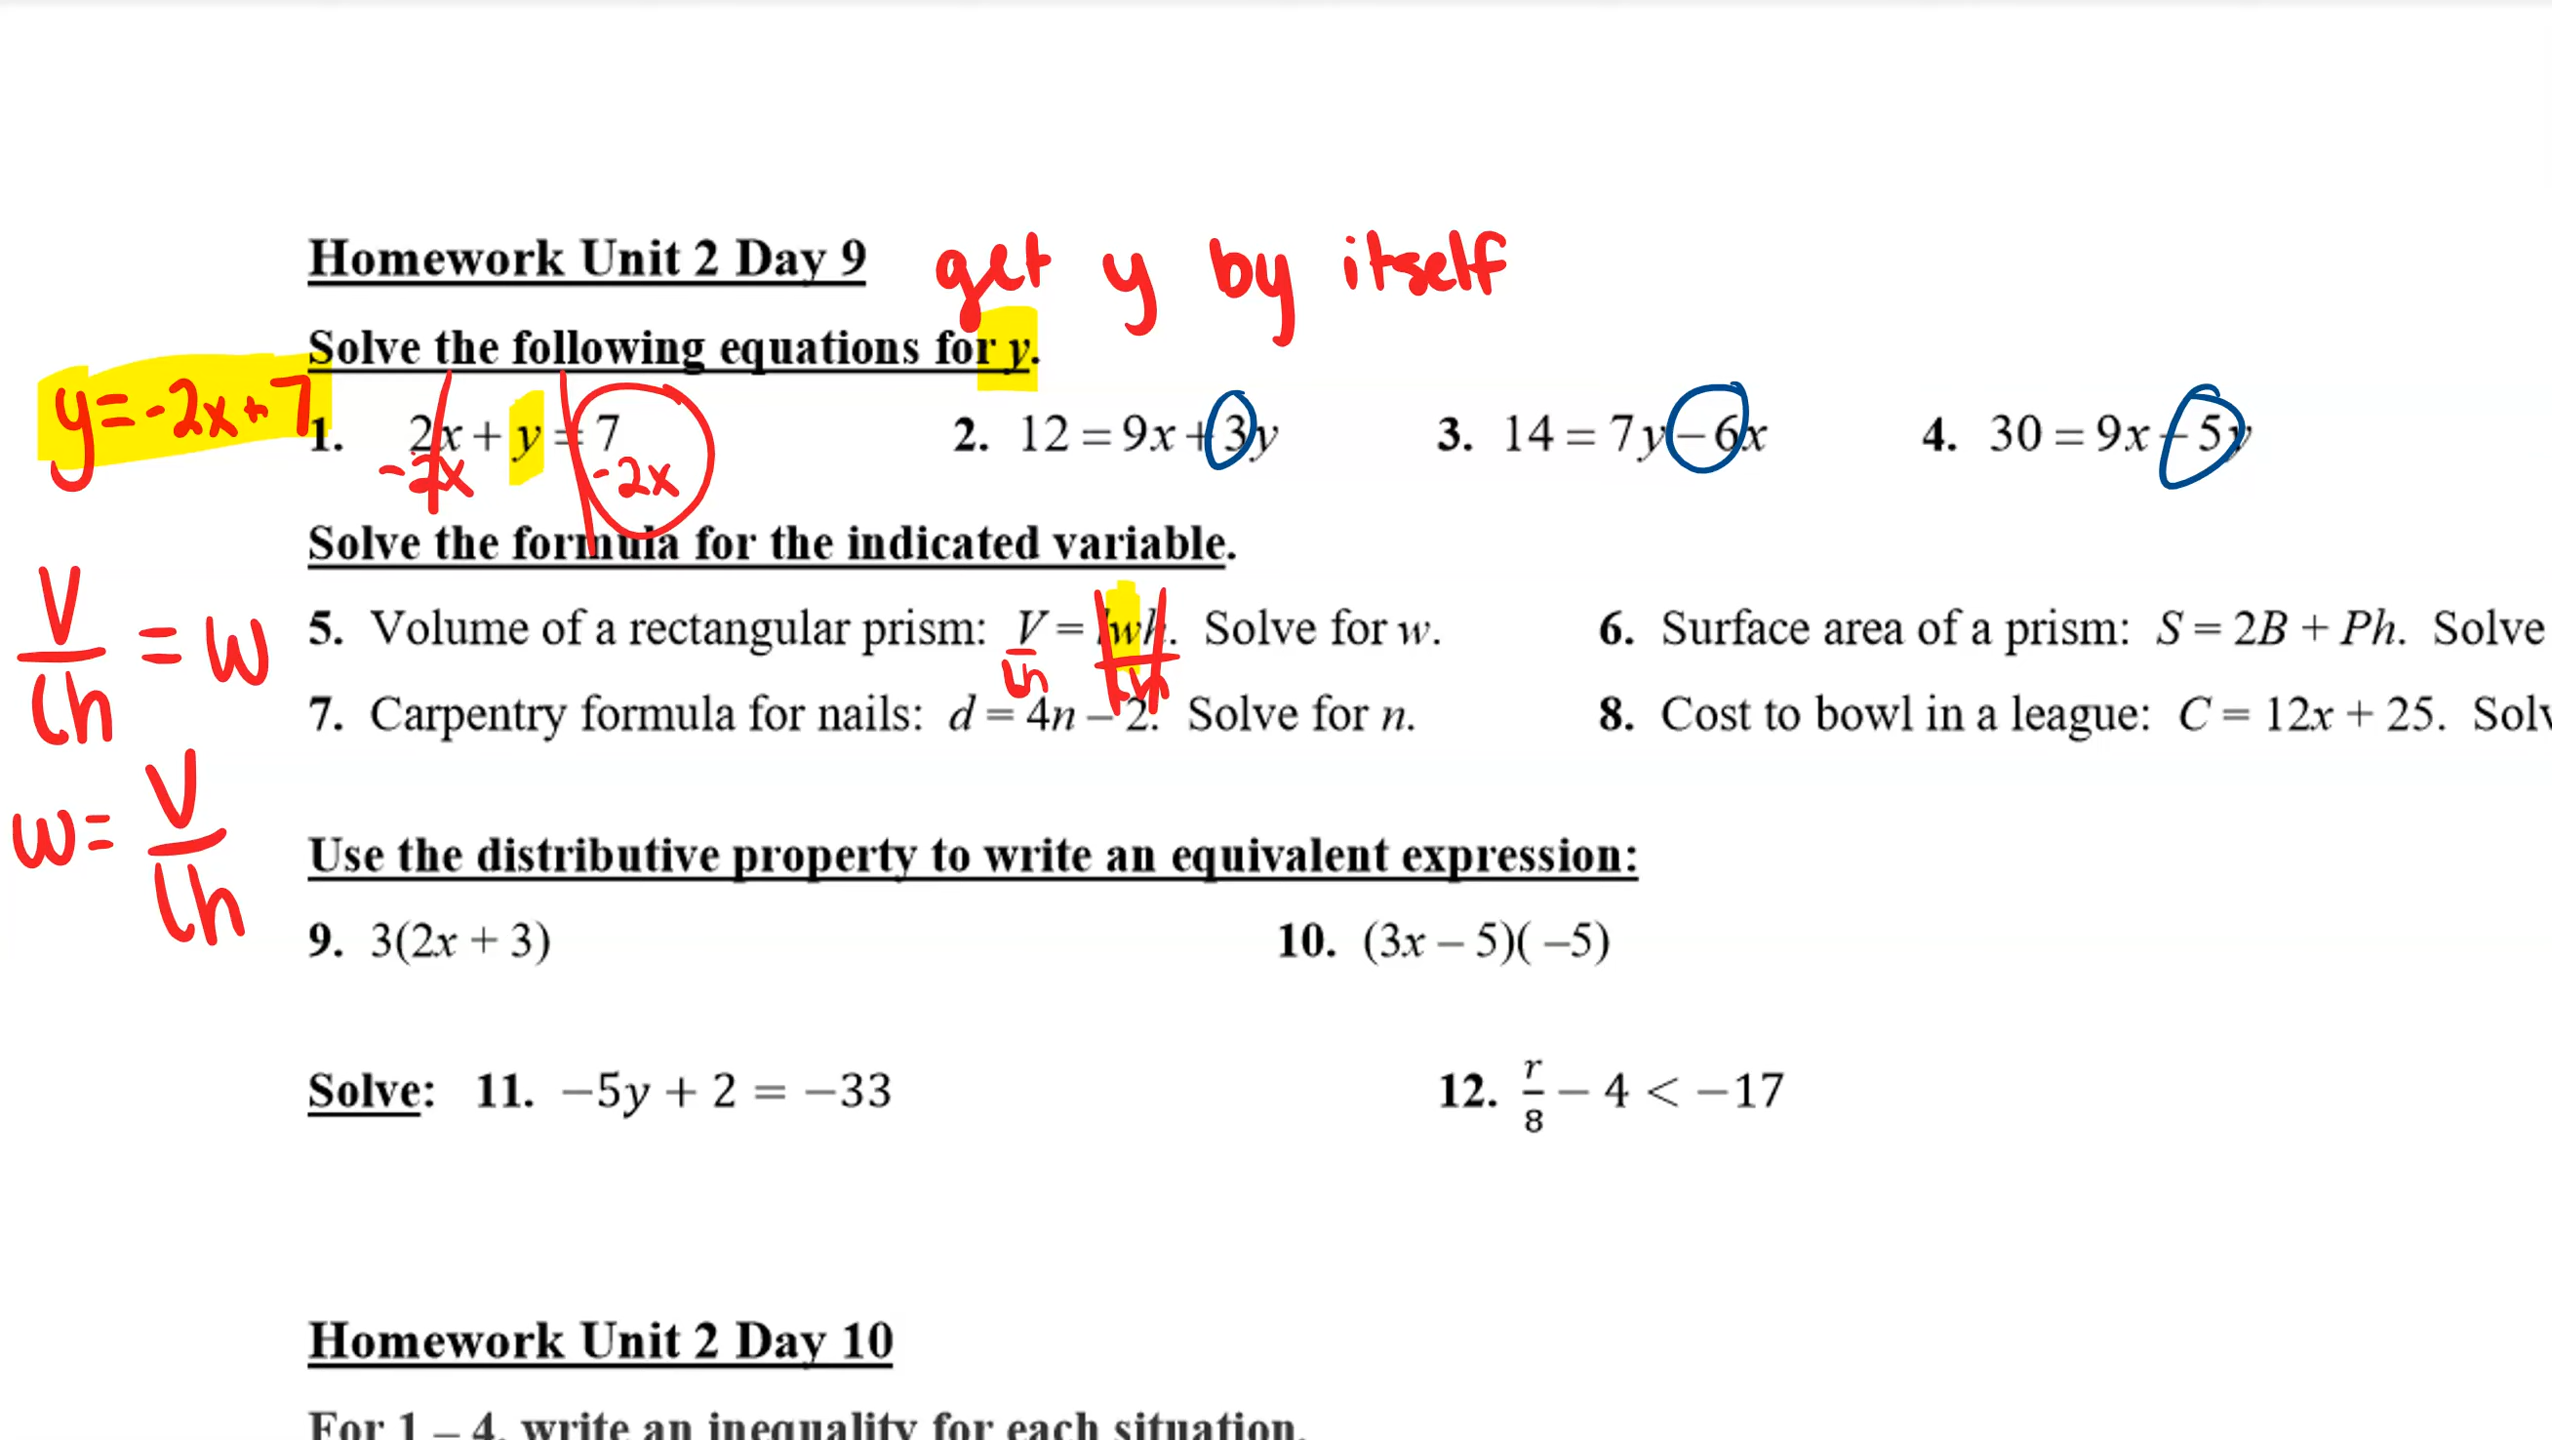 Homework Unit 2 Day 9 get y by itself
Solve the following equations for y.
y=-2x+7
1. 2x + y = 7 2. 12 = 9x + 3y 3. 14 = 7y − 6x 4. 30 = 9x − 5y
-2x -2x
Solve the formula for the indicated variable.
V/lh = w
5. Volume of a rectangular prism: V = lwh. Solve for w. 6. Surface area of a prism: S = 2B + Ph. Solve
lh lh
7. Carpentry formula for nails: d = 4n – 2. Solve for n. 8. Cost to bowl in a league: C = 12x + 25. Solv
w= V/lh
Use the distributive property to write an equivalent expression:
9. 3(2x + 3) 10. (3x – 5)( –5)
Solve: 11. −5y + 2 = −33 12. r/8 − 4 < −17
Homework Unit 2 Day 10
For 1 – 4, write an inequality for each situation.